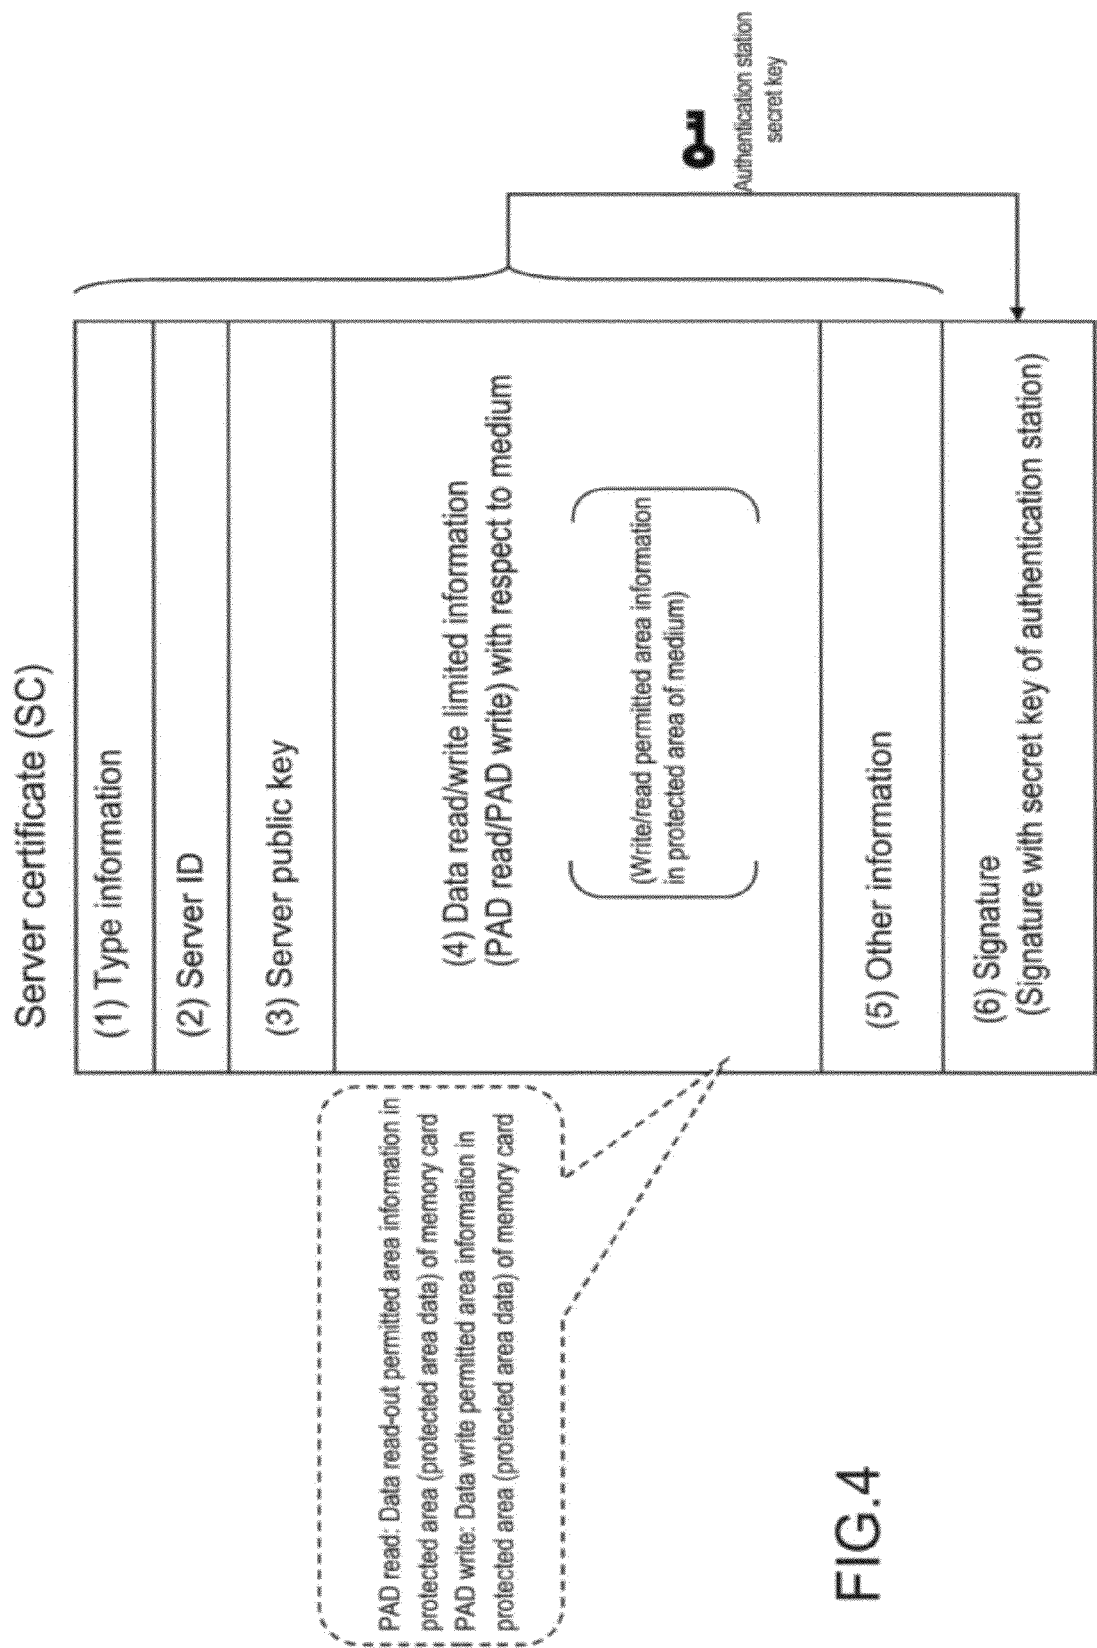 Server certificate (SC)
(1) Type information
(2) Server ID
(3) Server public key
(4) Data read/write limited information
(PAD read/PAD write) with respect to medium
(Write/read permitted area information
in protected area of medium)
(5) Other information
(6) Signature
(Signature with secret key of authentication station)
Authentication station
secret key
PAD read: Data read-out permitted area information in
protected area (protected area data) of memory card
PAD write: Data write permitted area information in
protected area (protected area data) of memory card
FIG.4